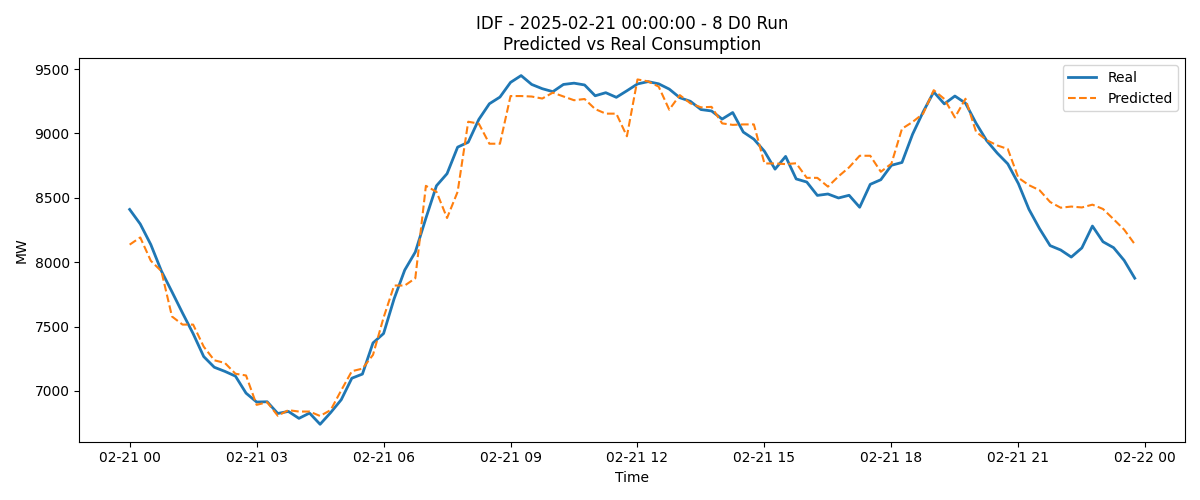 IDF - 2025-02-21 00:00:00 - 8 D0 Run
Predicted vs Real Consumption
Real
Predicted
MW
9500
9000
8500
8000
7500
7000
02-21 00
02-21 03
02-21 06
02-21 09
02-21 12
02-21 15
02-21 18
02-21 21
02-22 00
Time